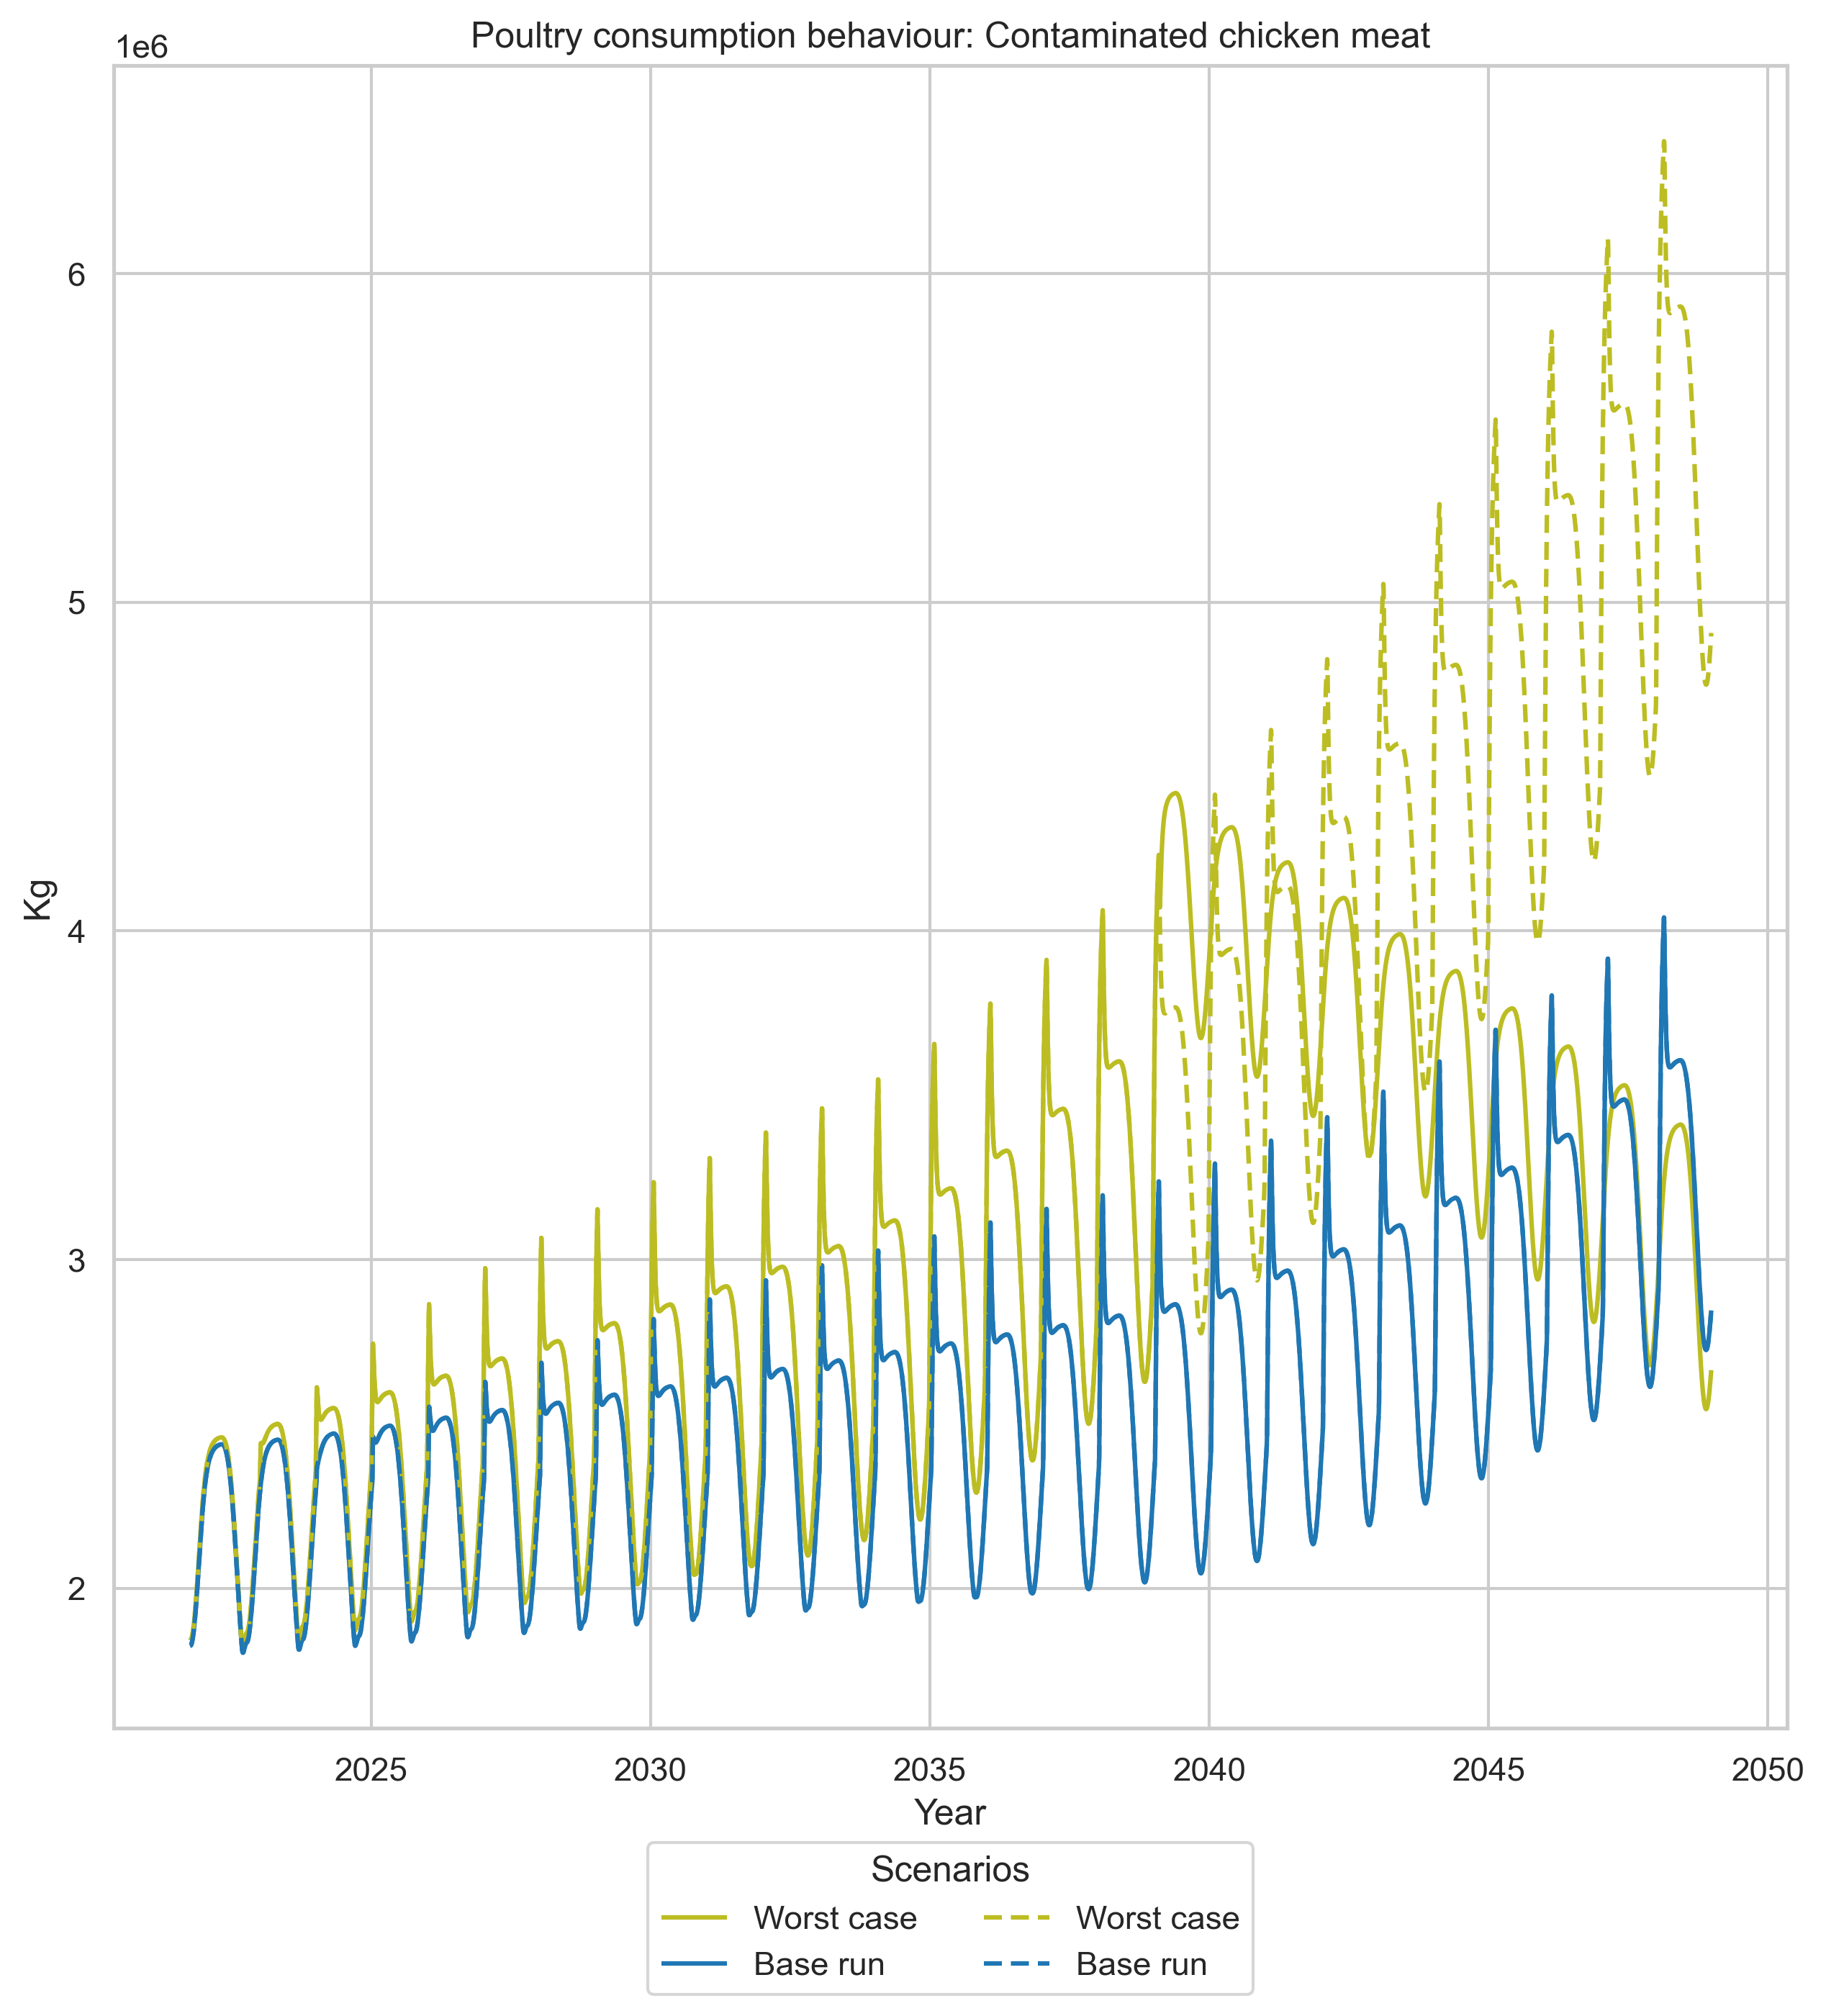 Poultry consumption behaviour: Contaminated chicken meat
1e6
6
5
4
3
2
Kg
2025 2030 2035 2040 2045 2050
Year
Scenarios
Worst case Worst case
Base run Base run